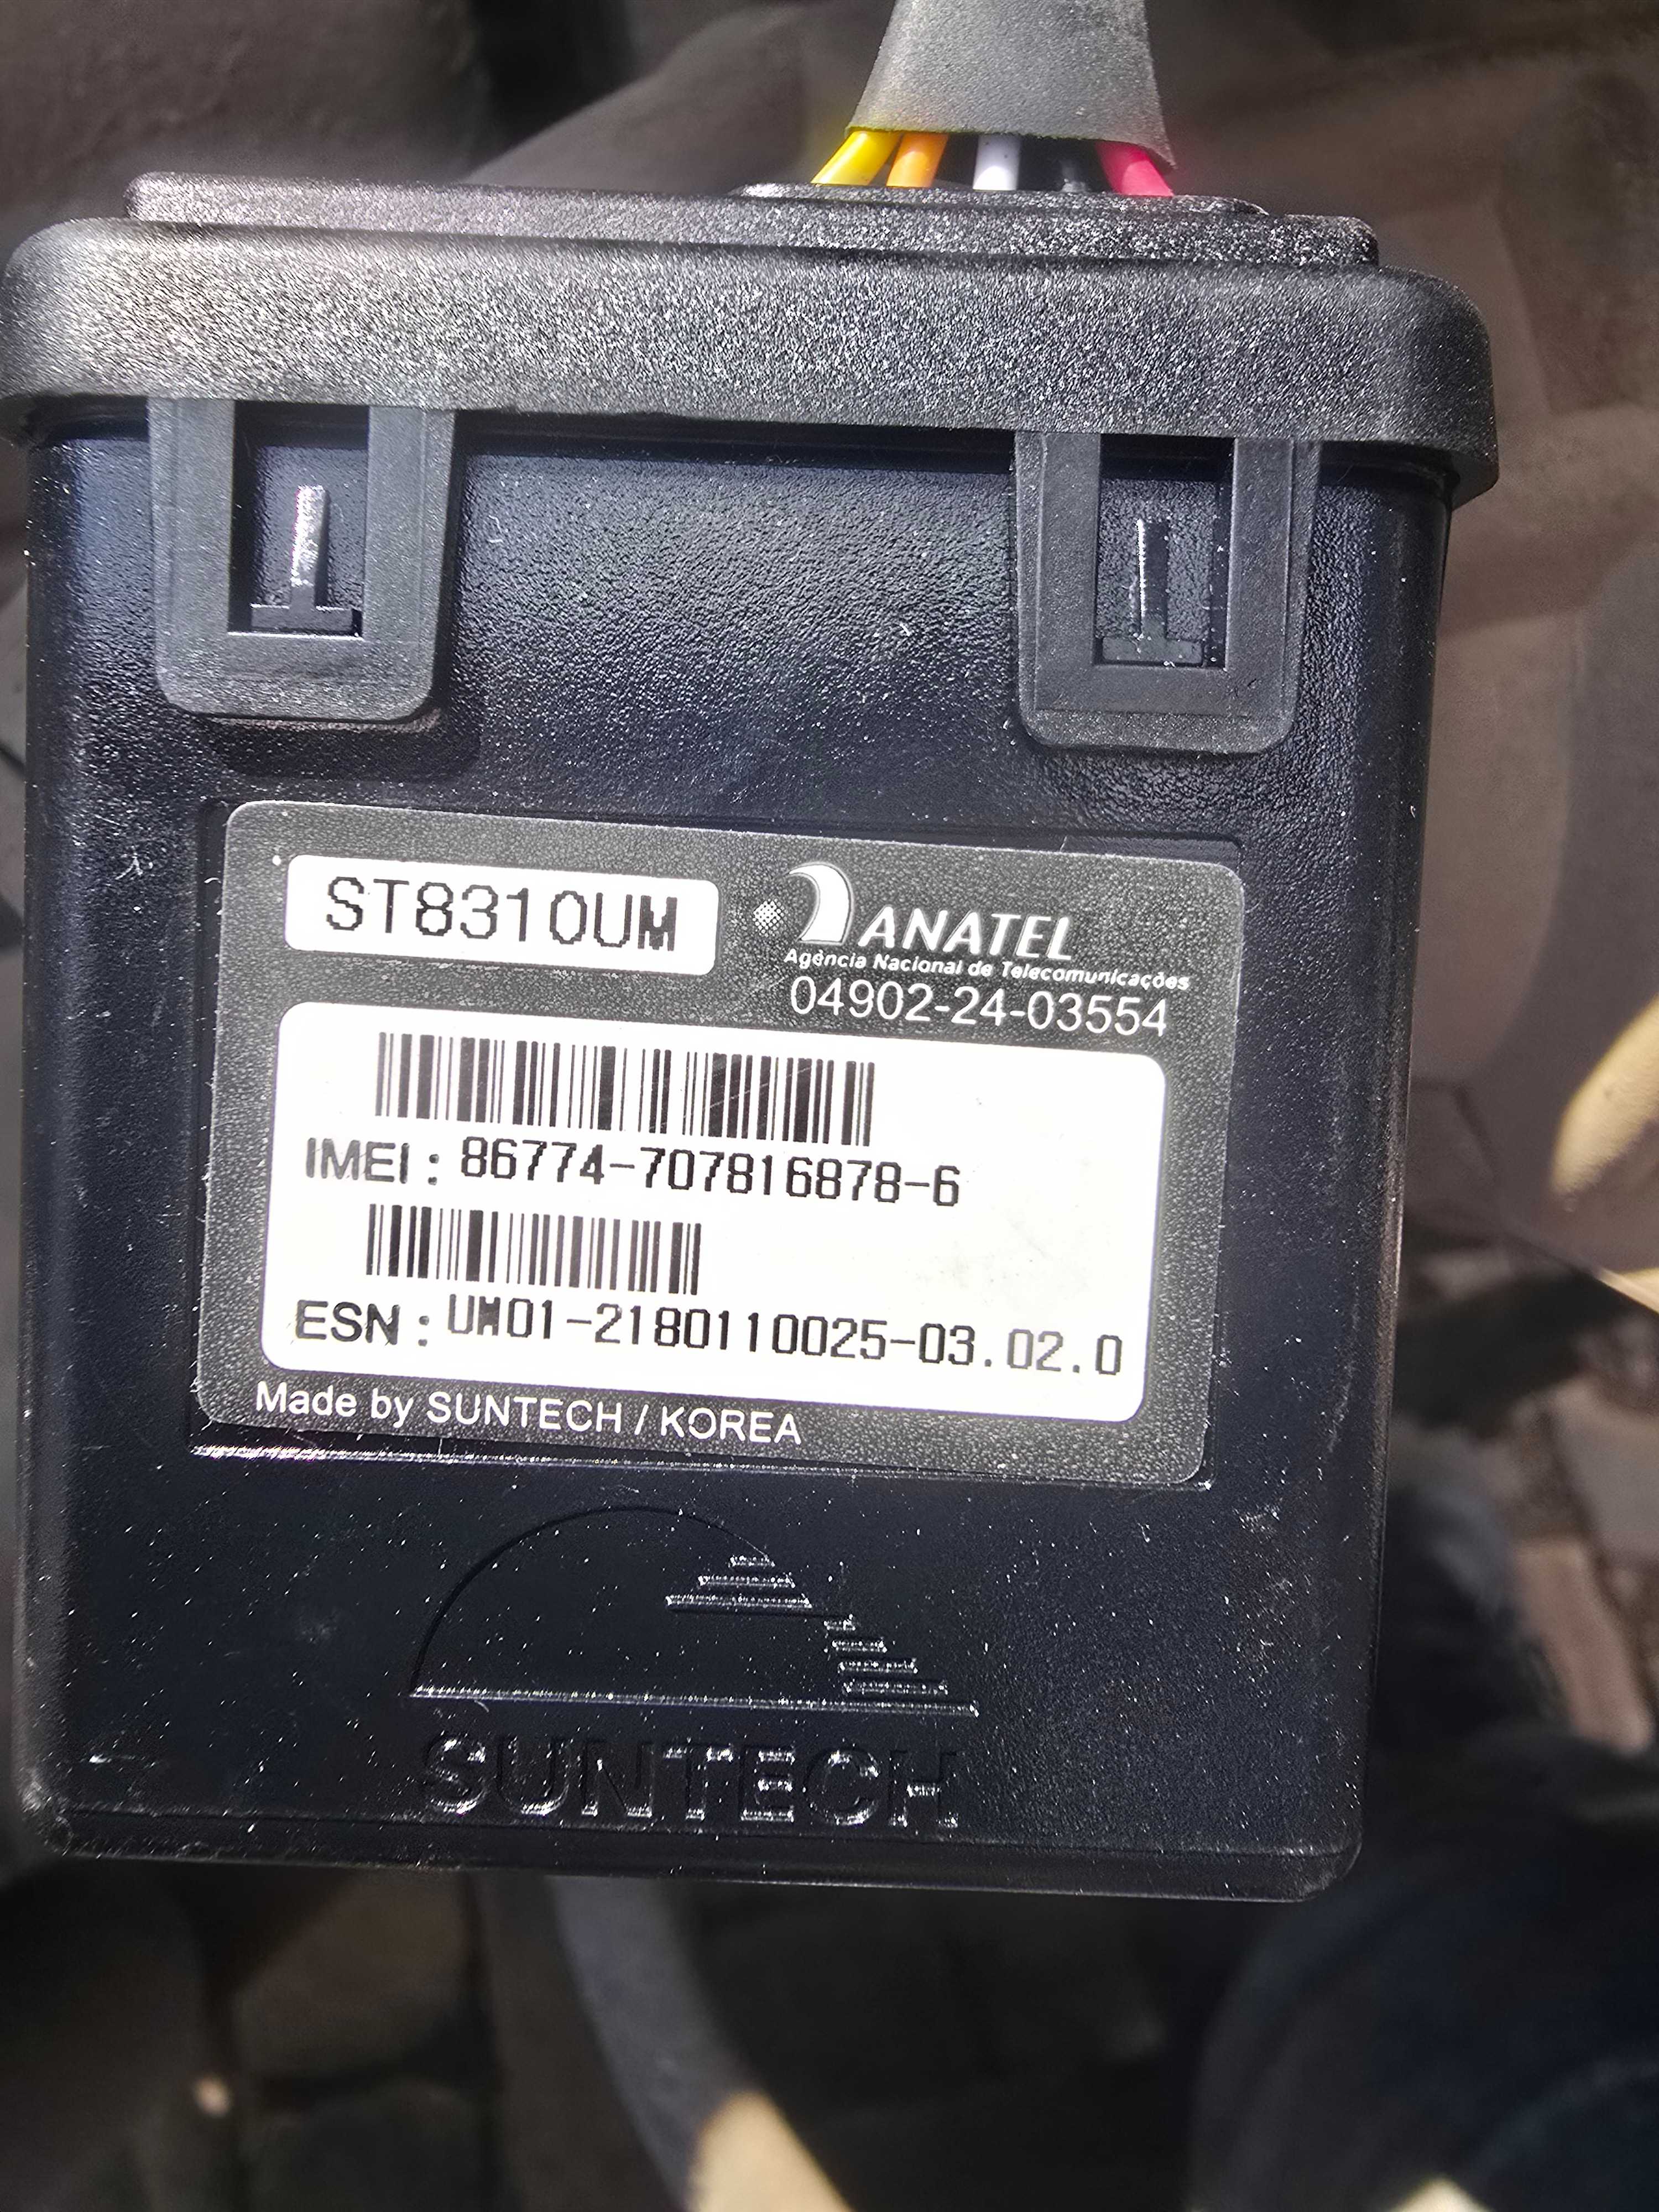 ST8310UM
ANATEL
Agência Nacional de Telecomunicações
04902-24-03554
IMEI : 86774-707816878-6
ESN : UM01-2180110025-03.02.0
Made by SUNTECH / KOREA
SUNTECH